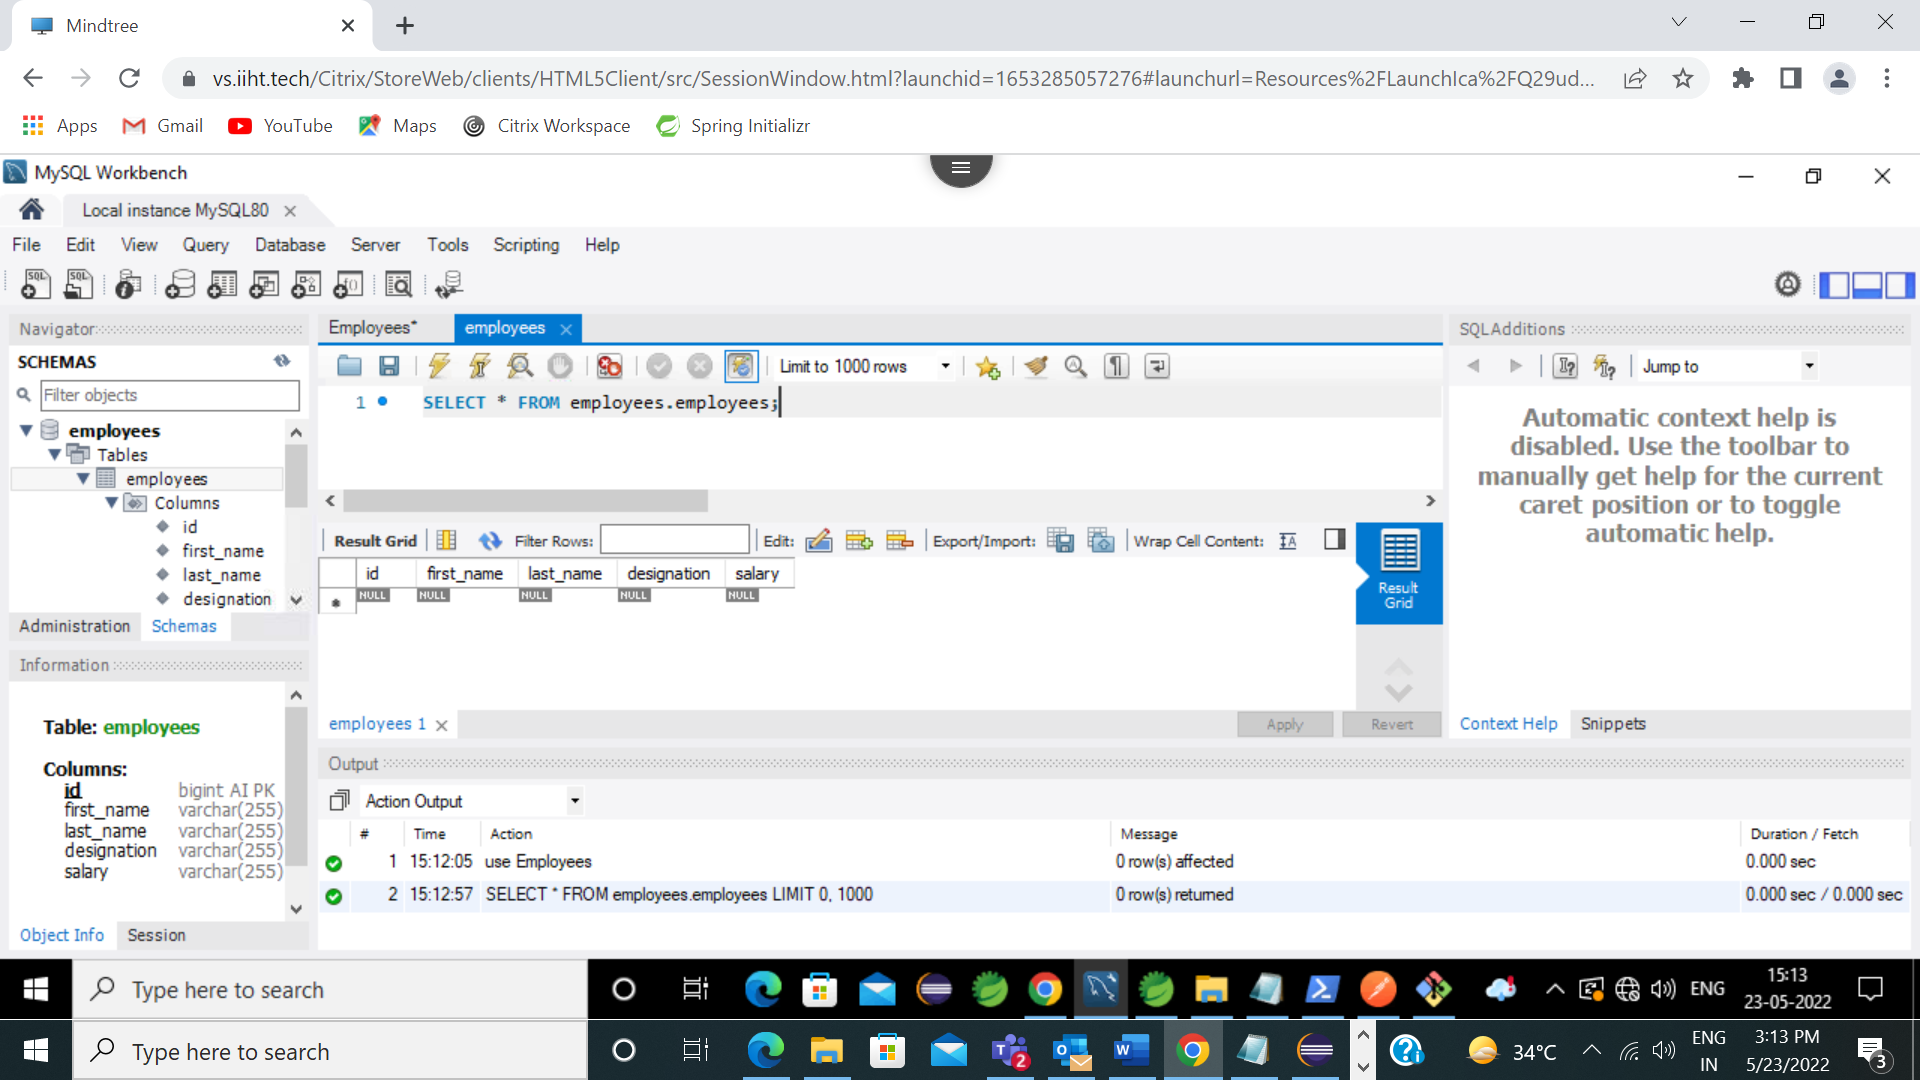 Mindtree
vs.iiht.tech/Citrix/StoreWeb/clients/HTML5Client/src/SessionWindow.html?launchid=1653285057276#launchurl=Resources%2FLaunchIca%2FQ29ud...
Apps Gmail YouTube Maps Citrix Workspace Spring Initializr
MySQL Workbench
Local instance MySQL80
File Edit View Query Database Server Tools Scripting Help
Navigator
SCHEMAS
Filter objects
employees
Tables
employees
Columns
id
first_name
last_name
designation
Administration Schemas
Information
Table: employees
Columns:
id bigint AI PK
first_name varchar(255)
last_name varchar(255)
designation varchar(255)
salary varchar(255)
Object Info Session
Employees* employees
Limit to 1000 rows
1 SELECT * FROM employees.employees;
Result Grid Filter Rows: Edit: Export/Import: Wrap Cell Content:
id first_name last_name designation salary
NULL NULL NULL NULL NULL
Result
Grid
employees 1 Apply Revert
SQLAdditions
Jump to
Automatic context help is
disabled. Use the toolbar to
manually get help for the current
caret position or to toggle
automatic help.
Context Help Snippets
Output
Action Output
# Time Action Message Duration / Fetch
1 15:12:05 use Employees 0 row(s) affected 0.000 sec
2 15:12:57 SELECT * FROM employees.employees LIMIT 0, 1000 0 row(s) returned 0.000 sec / 0.000 sec
Type here to search ENG 15:13
23-05-2022
Type here to search 34°C ENG 3:13 PM
IN 5/23/2022 3